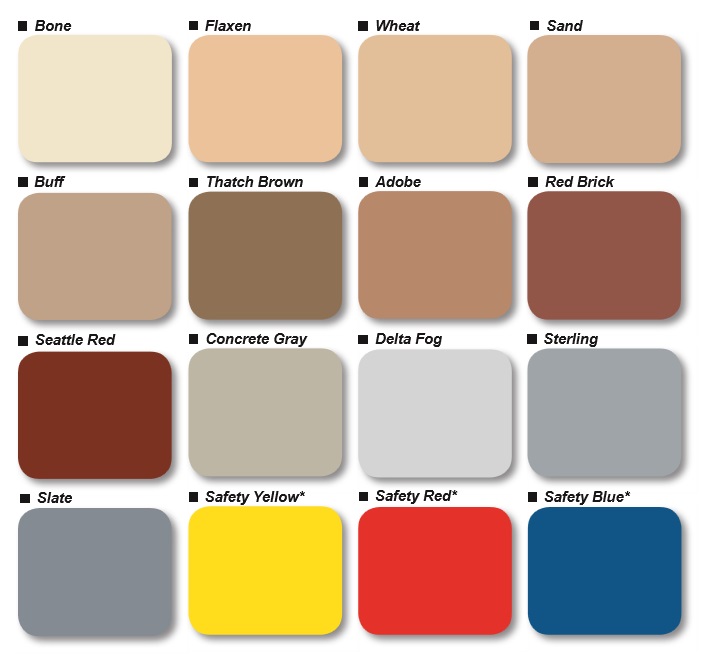 Bone
Flaxen
Wheat
Sand
Buff
Thatch Brown
Adobe
Red Brick
Seattle Red
Concrete Gray
Delta Fog
Sterling
Slate
Safety Yellow*
Safety Red*
Safety Blue*